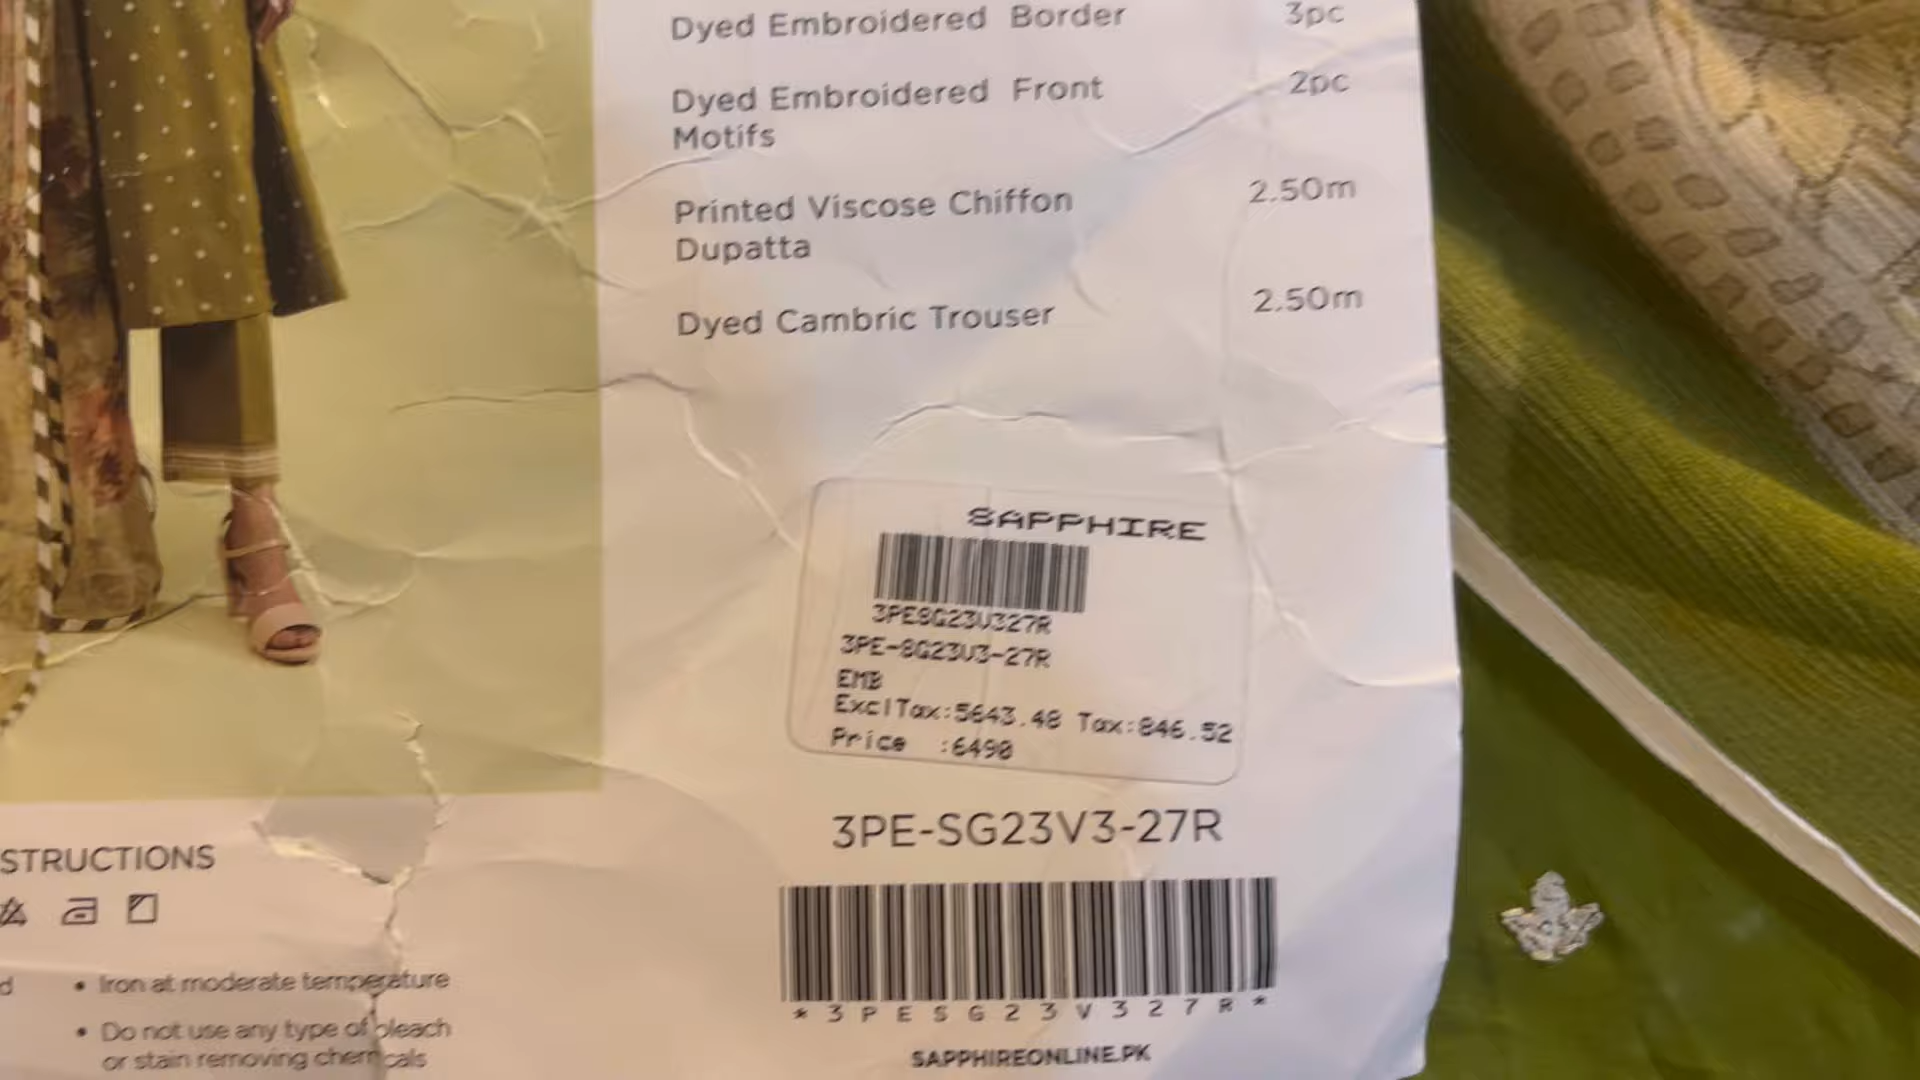 Dyed Embroidered Border 3pc
Dyed Embroidered Front 2pc
Motifs
Printed Viscose Chiffon 2.50m
Dupatta
Dyed Cambric Trouser 2.50m
SAPPHIRE
3PESG23V327R
3PE-SG23V3-27R
EMB
ExclTax:5643.48 Tax:846.52
Price :6490
3PE-SG23V3-27R
*3PESG23V327R*
SAPPHIREONLINE.PK
STRUCTIONS
d
• Iron at moderate temperature
• Do not use any type of bleach
or stain removing chemicals